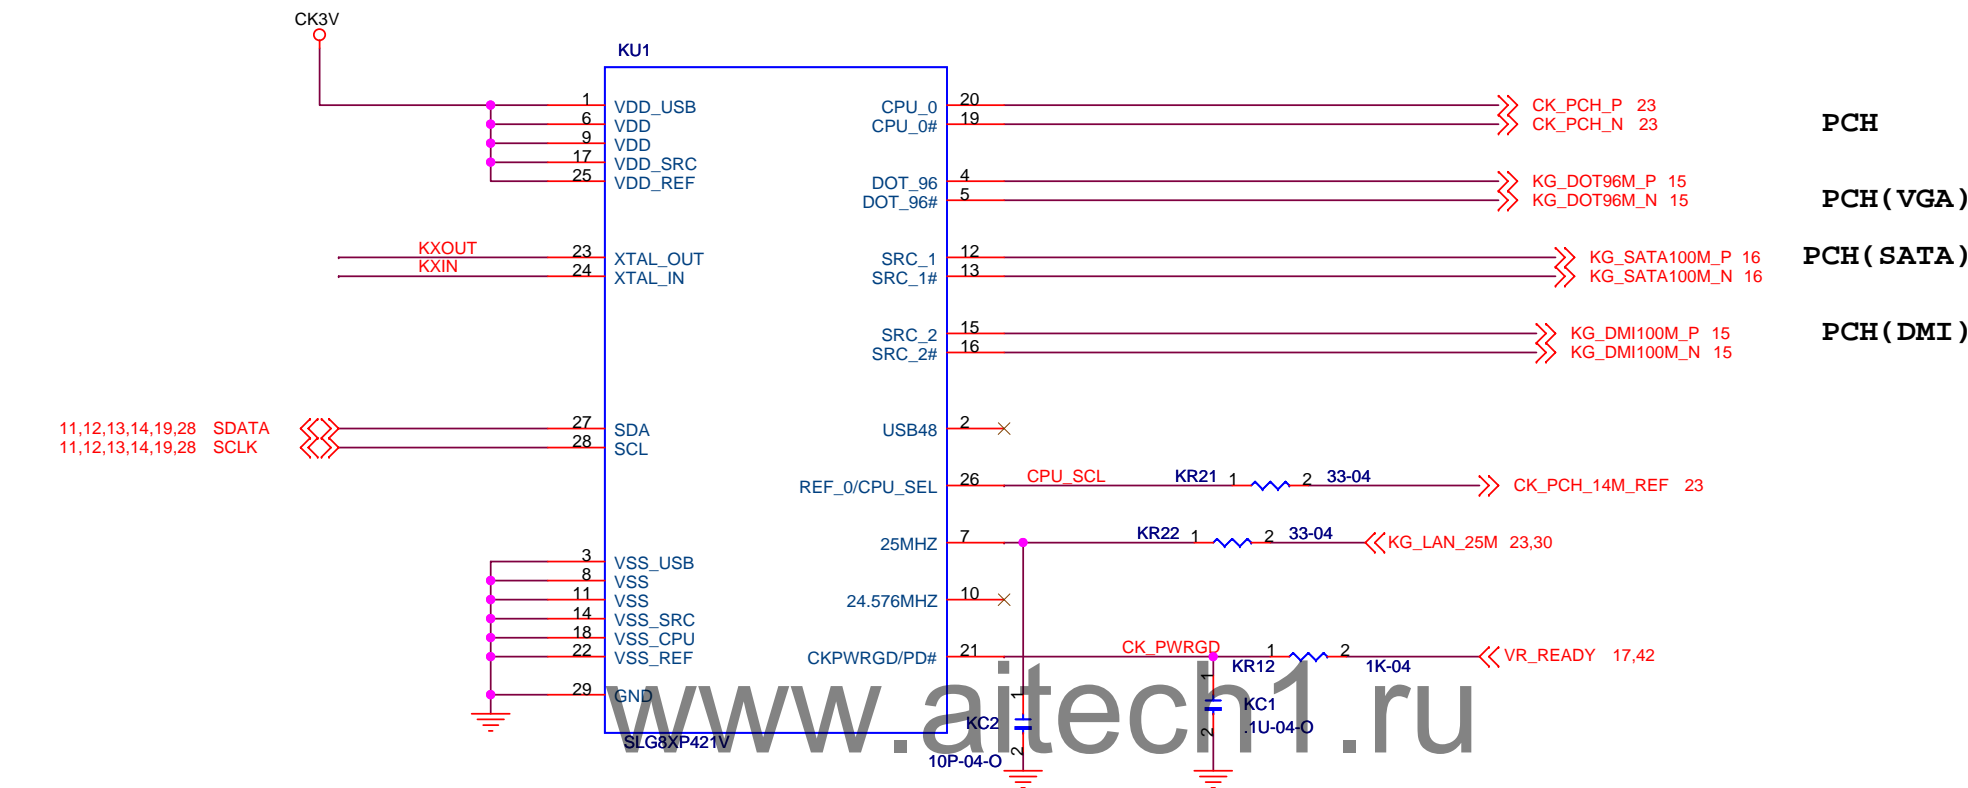 CK3V
KU1
1 VDD_USB
6 VDD
9 VDD
17 VDD_SRC
25 VDD_REF
CPU_0 20 CK_PCH_P 23
CPU_0# 19 CK_PCH_N 23
PCH
DOT_96 4 KG_DOT96M_P 15
DOT_96# 5 KG_DOT96M_N 15
PCH(VGA)
KXOUT 23 XTAL_OUT
KXIN 24 XTAL_IN
SRC_1 12 KG_SATA100M_P 16
SRC_1# 13 KG_SATA100M_N 16
PCH(SATA)
SRC_2 15 KG_DMI100M_P 15
SRC_2# 16 KG_DMI100M_N 15
PCH(DMI)
11,12,13,14,19,28 SDATA 27 SDA
11,12,13,14,19,28 SCLK 28 SCL
USB48 2
REF_0/CPU_SEL 26 CPU_SCL KR21 1 2 33-04 CK_PCH_14M_REF 23
25MHZ 7 KR22 1 2 33-04 KG_LAN_25M 23,30
3 VSS_USB
8 VSS
11 VSS
14 VSS_SRC
18 VSS_CPU
22 VSS_REF
29 GND
24.576MHZ 10
CKPWRGD/PD# 21 CK_PWRGD 1 2 VR_READY 17,42
KR12 1K-04
1 KC2 2
10P-04-O
1 KC1 2
.1U-04-O
SLG8XP421V
www.aitech1.ru